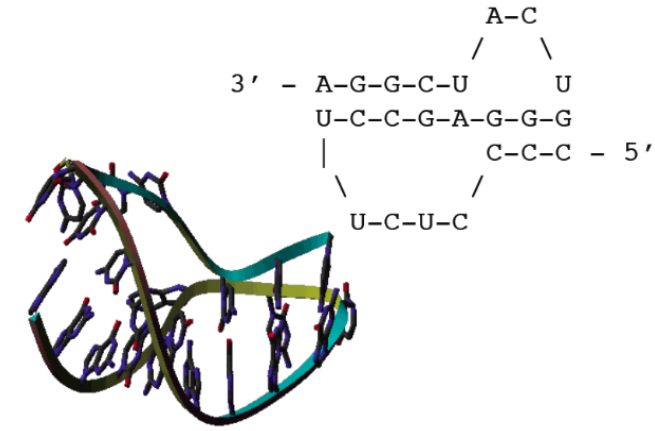 A-C
/ \
3′ - A-G-G-C-U U
U-C-C-G-A-G-G-G
| C-C-C - 5′
\ /
U-C-U-C